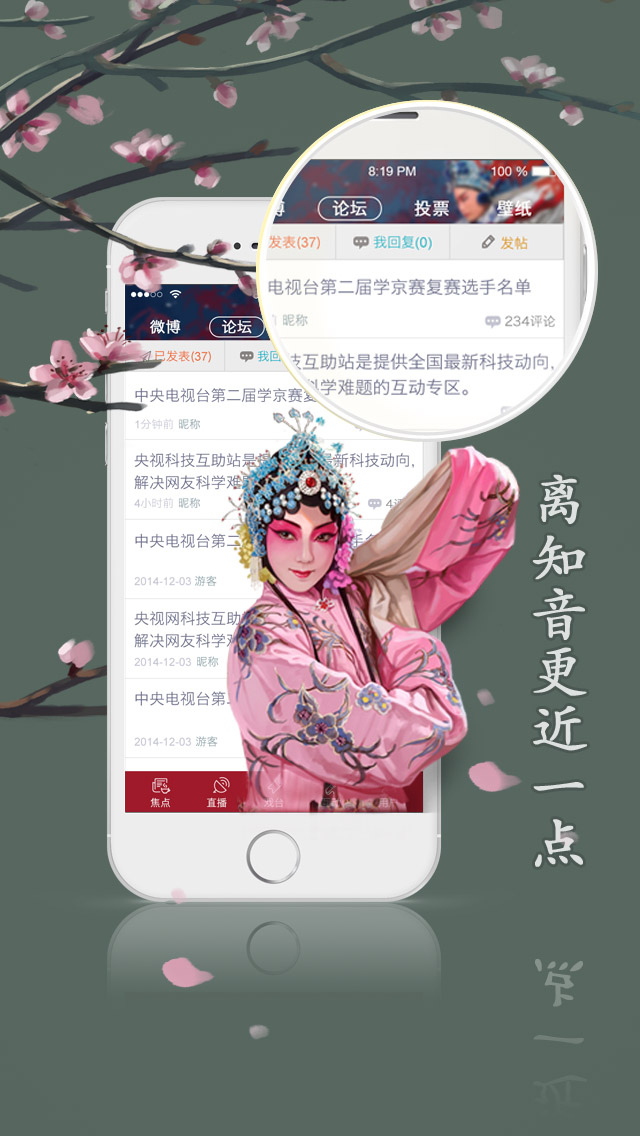 8:19 PM
100 %
博
论坛
投票
壁纸
发表(37)
我回复(0)
发帖
电视台第二届学京赛复赛选手名单
昵称
234评论
技互助站是提供全国最新科技动向,
科学难题的互动专区。
微博
论坛
已发表(37)
我回
中央电视台第二届学京赛复
1分钟前 昵称
央视科技互助站是提
最新科技动向,
解决网友科学难
4小时前 昵称
4评
中央电视台第二
手名
2014-12-03 游客
央视网科技互助
解决网友科学
2014-12-03 昵称
中央电视台第二
2014-12-03 游客
焦点
直播
戏台
用
离知音更近一点